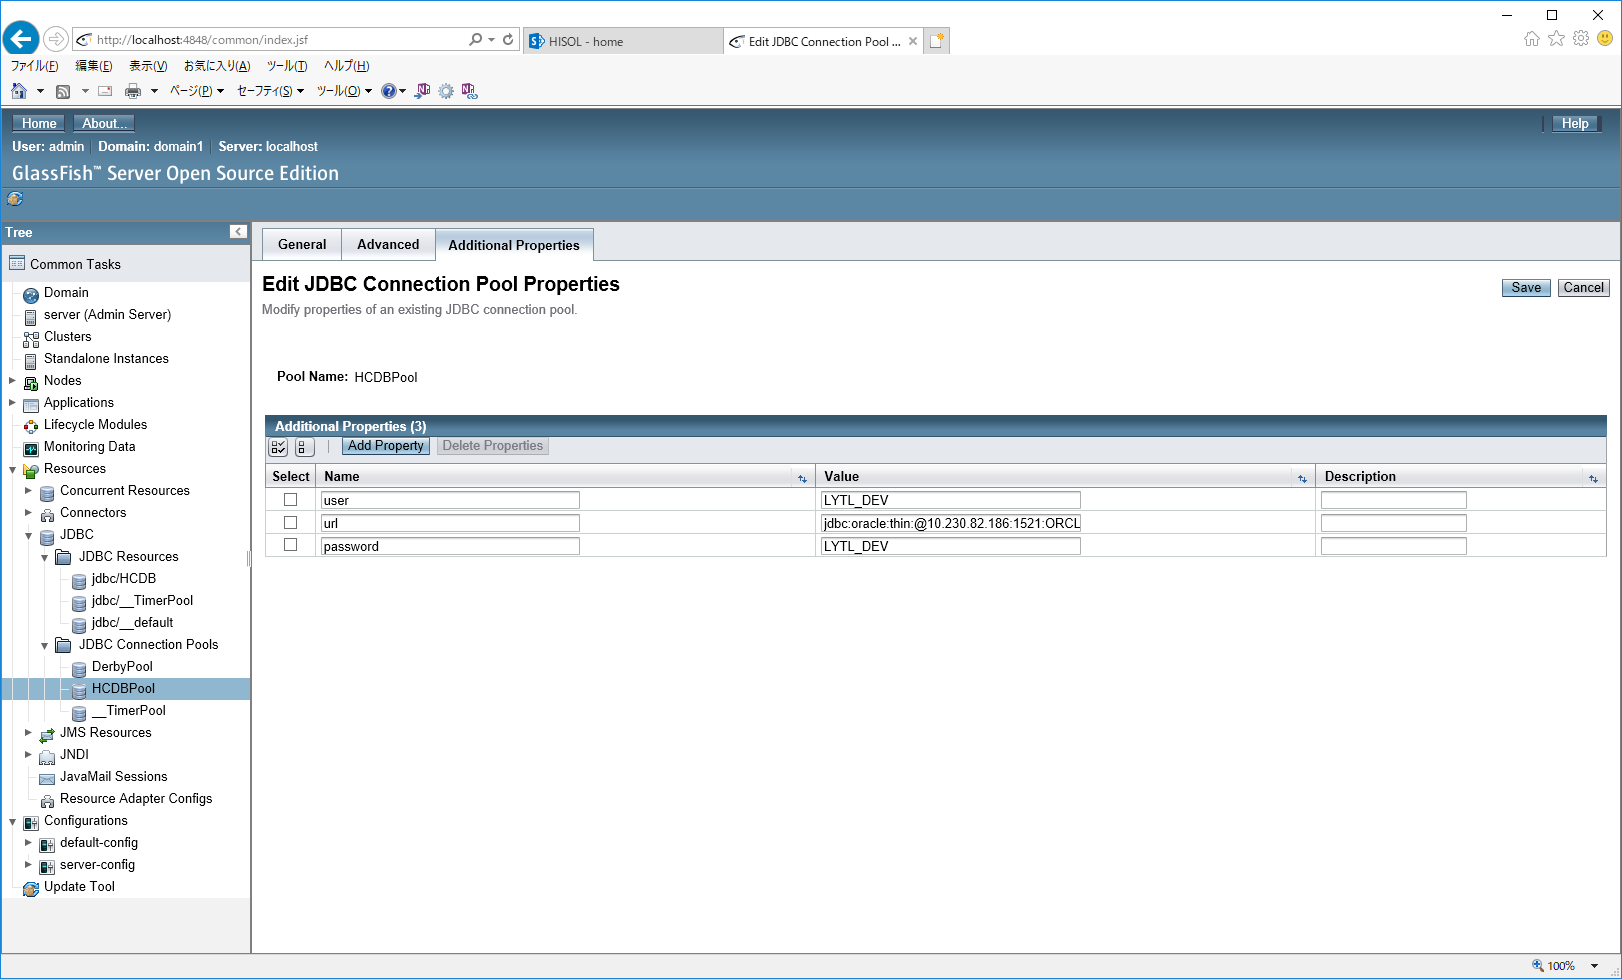 http://localhost:4848/common/index.jsf
HISOL - home
Edit JDBC Connection Pool ...
ファイル(F) 編集(E) 表示(V) お気に入り(A) ツール(T) ヘルプ(H)
ページ(P) セーフティ(S) ツール(O)
Home About... Help
User: admin Domain: domain1 Server: localhost
GlassFish™ Server Open Source Edition
Tree
Common Tasks
Domain
server (Admin Server)
Clusters
Standalone Instances
Nodes
Applications
Lifecycle Modules
Monitoring Data
Resources
Concurrent Resources
Connectors
JDBC
JDBC Resources
jdbc/HCDB
jdbc/__TimerPool
jdbc/__default
JDBC Connection Pools
DerbyPool
HCDBPool
__TimerPool
JMS Resources
JNDI
JavaMail Sessions
Resource Adapter Configs
Configurations
default-config
server-config
Update Tool
General Advanced Additional Properties
Edit JDBC Connection Pool Properties
Save Cancel
Modify properties of an existing JDBC connection pool.
Pool Name: HCDBPool
Additional Properties (3)
Add Property Delete Properties
Select Name Value Description
user LYTL_DEV
url jdbc:oracle:thin:@10.230.82.186:1521:ORCL
password LYTL_DEV
100%